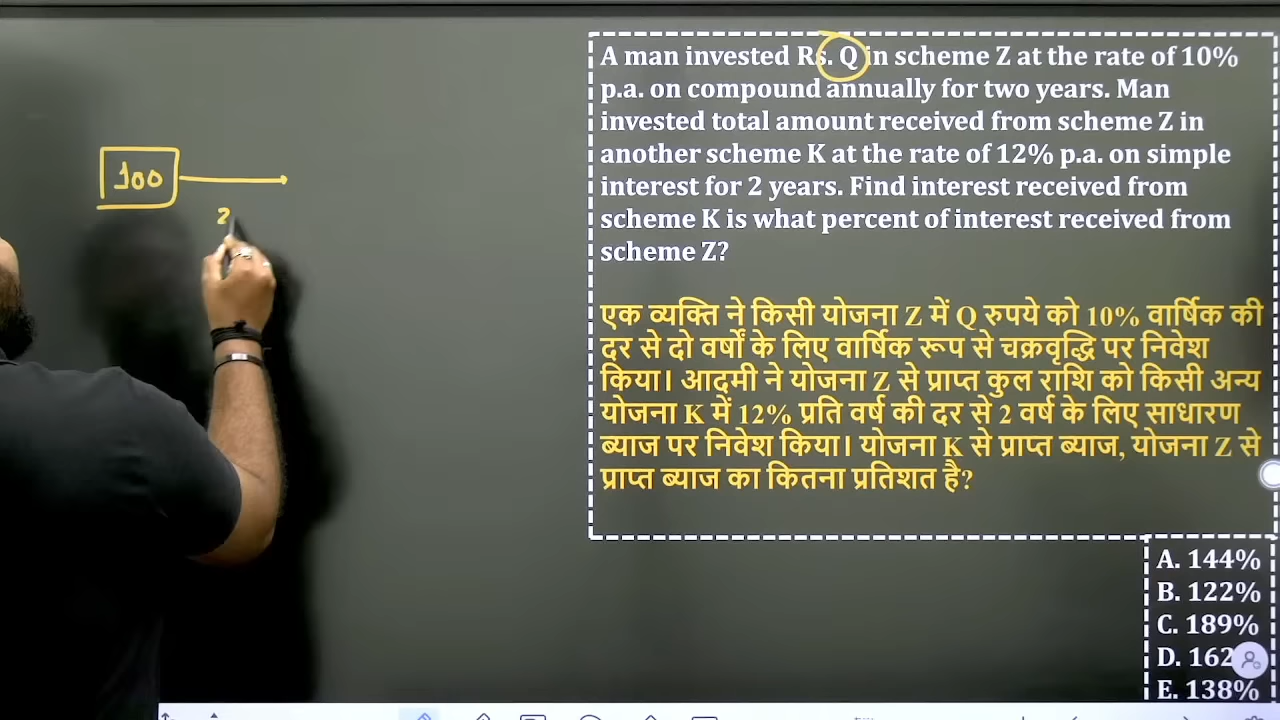 A man invested Rs. Q in scheme Z at the rate of 10%
p.a. on compound annually for two years. Man
invested total amount received from scheme Z in
another scheme K at the rate of 12% p.a. on simple
interest for 2 years. Find interest received from
scheme K is what percent of interest received from
scheme Z?
एक व्यक्ति ने किसी योजना Z में Q रुपये को 10% वार्षिक की
दर से दो वर्षों के लिए वार्षिक रूप से चक्रवृद्धि पर निवेश
किया। आदमी ने योजना Z से प्राप्त कुल राशि को किसी अन्य
योजना K में 12% प्रति वर्ष की दर से 2 वर्ष के लिए साधारण
ब्याज पर निवेश किया। योजना K से प्राप्त ब्याज, योजना Z से
प्राप्त ब्याज का कितना प्रतिशत है?
100
2
A. 144%
B. 122%
C. 189%
D. 162
E. 138%